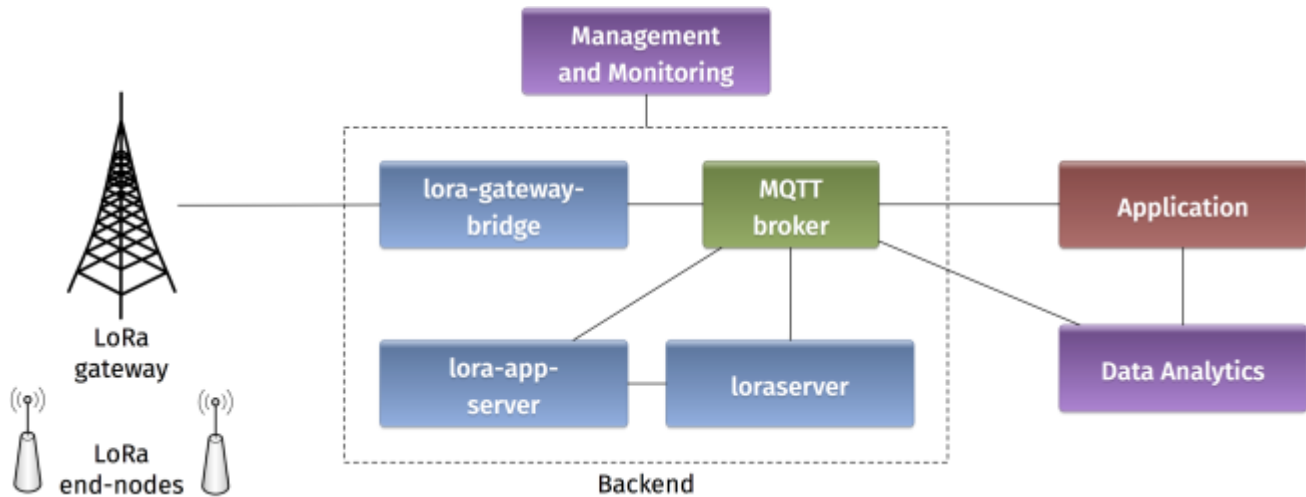 Management
and Monitoring
lora-gateway-
bridge
MQTT
broker
Application
LoRa
gateway
lora-app-
server
loraserver
Data Analytics
LoRa
end-nodes
Backend